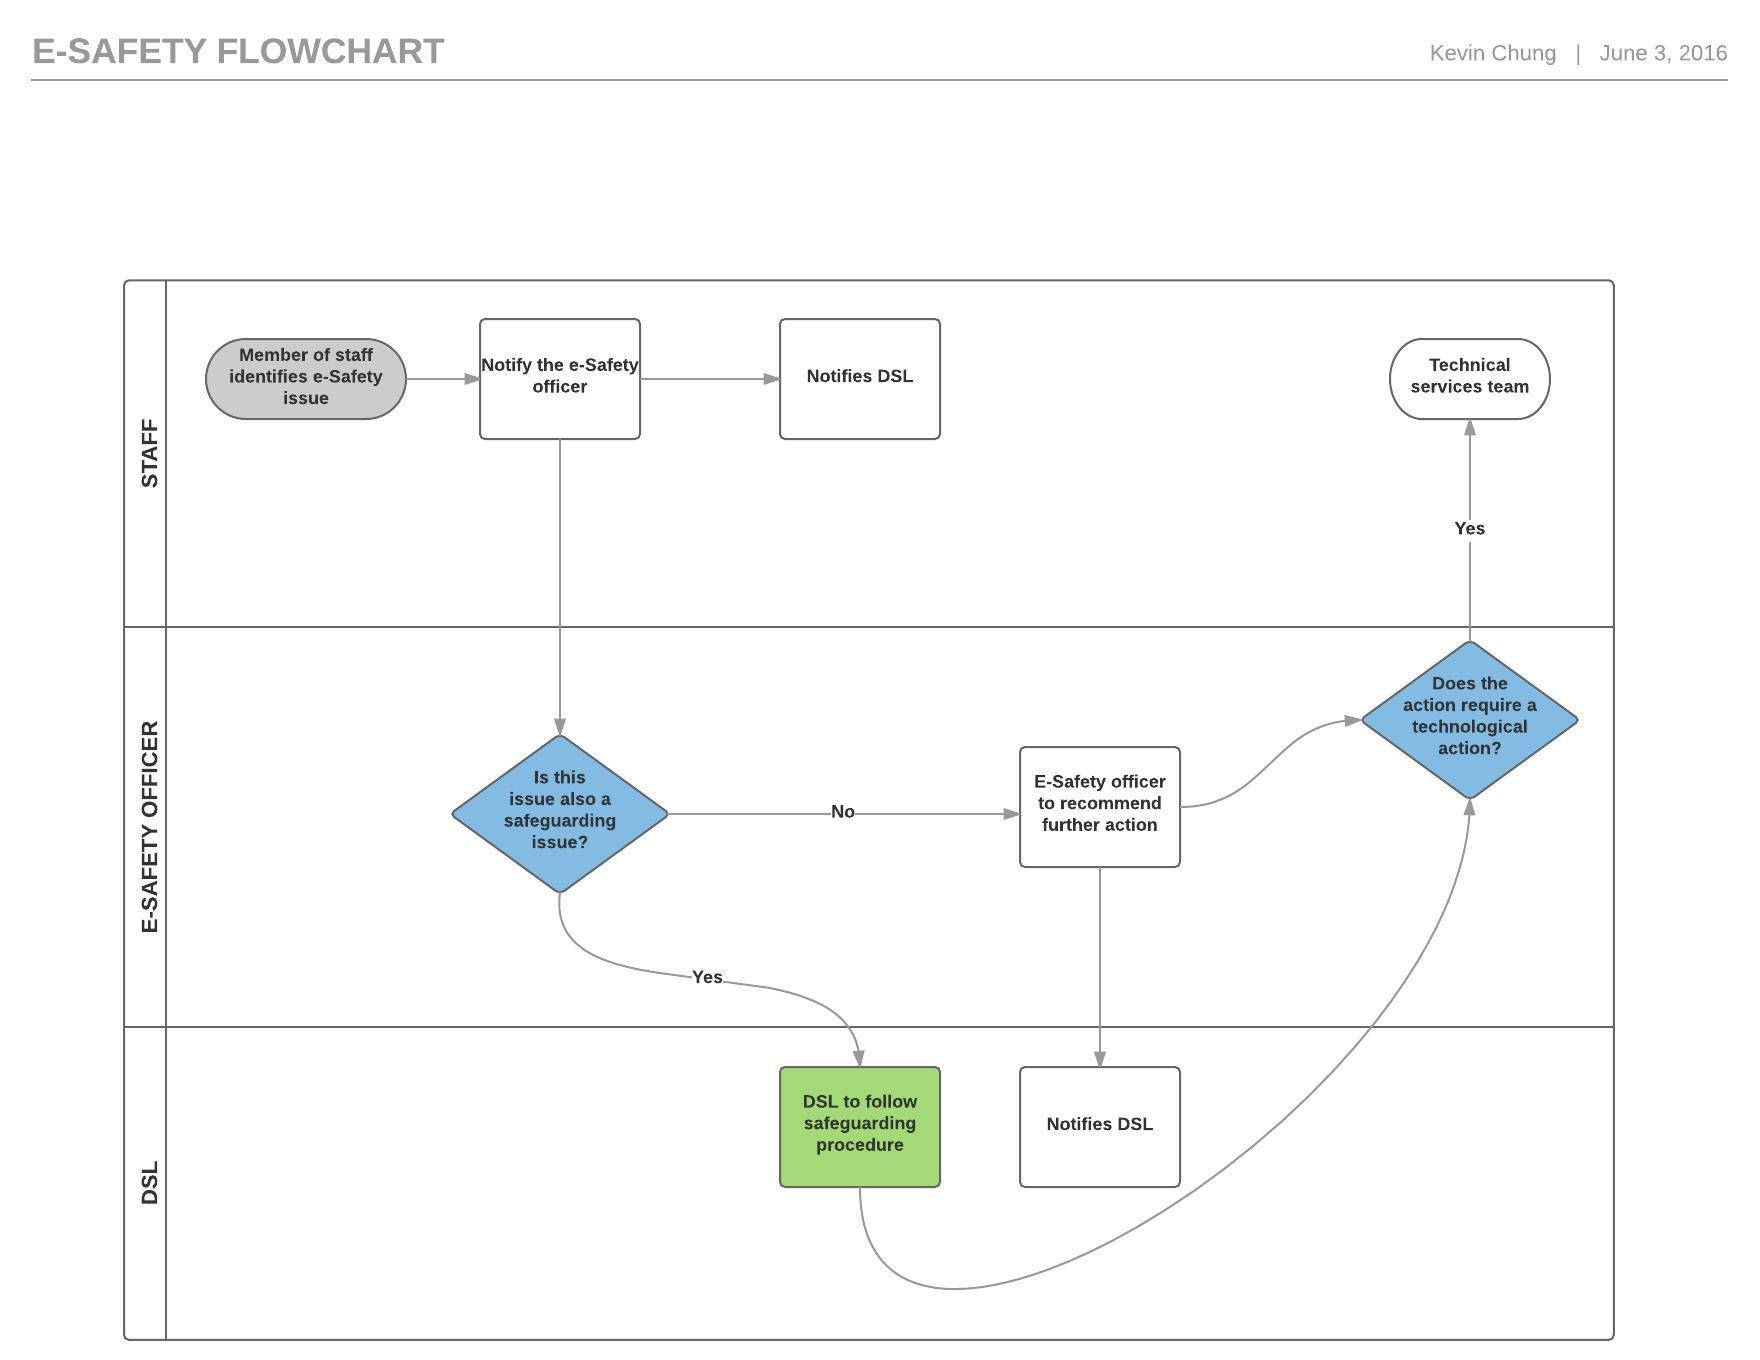 E-SAFETY FLOWCHART
Kevin Chung | June 3, 2016
STAFF
Member of staff
identifies e-Safety
issue
Notify the e-Safety
officer
Notifies DSL
Technical
services team
Yes
E-SAFETY OFFICER
Is this
issue also a
safeguarding
issue?
No
E-Safety officer
to recommend
further action
Does the
action require a
technological
action?
Yes
DSL
DSL to follow
safeguarding
procedure
Notifies DSL